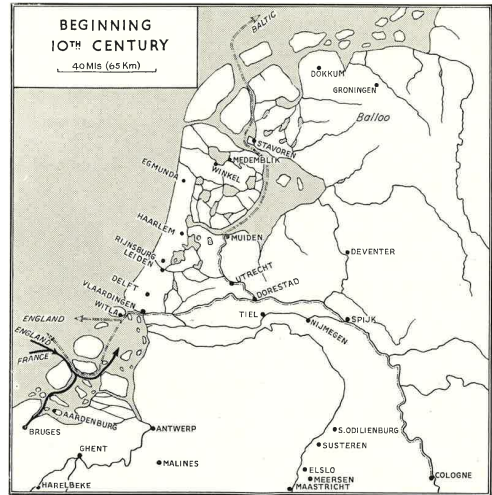 BEGINNING
10TH CENTURY
40 Mls (65 Km)
BALTIC
DOKKUM
GRONINGEN
Balloo
STAVOREN
MEDEMBLIK
WINKEL
EGMUNDA
HAARLEM
MUIDEN
RIJNSBURG
LEIDEN
DEVENTER
UTRECHT
DELFT
DORESTAD
VLAARDINGEN
WITLA
TIEL
NIJMEGEN
SPIJK
ENGLAND
ENGLAND
FRANCE
AARDENBURG
BRUGES
ANTWERP
S.ODILIENBURG
GHENT
SUSTEREN
MALINES
ELSLO
MEERSEN
MAASTRICHT
COLOGNE
HARELBEKE